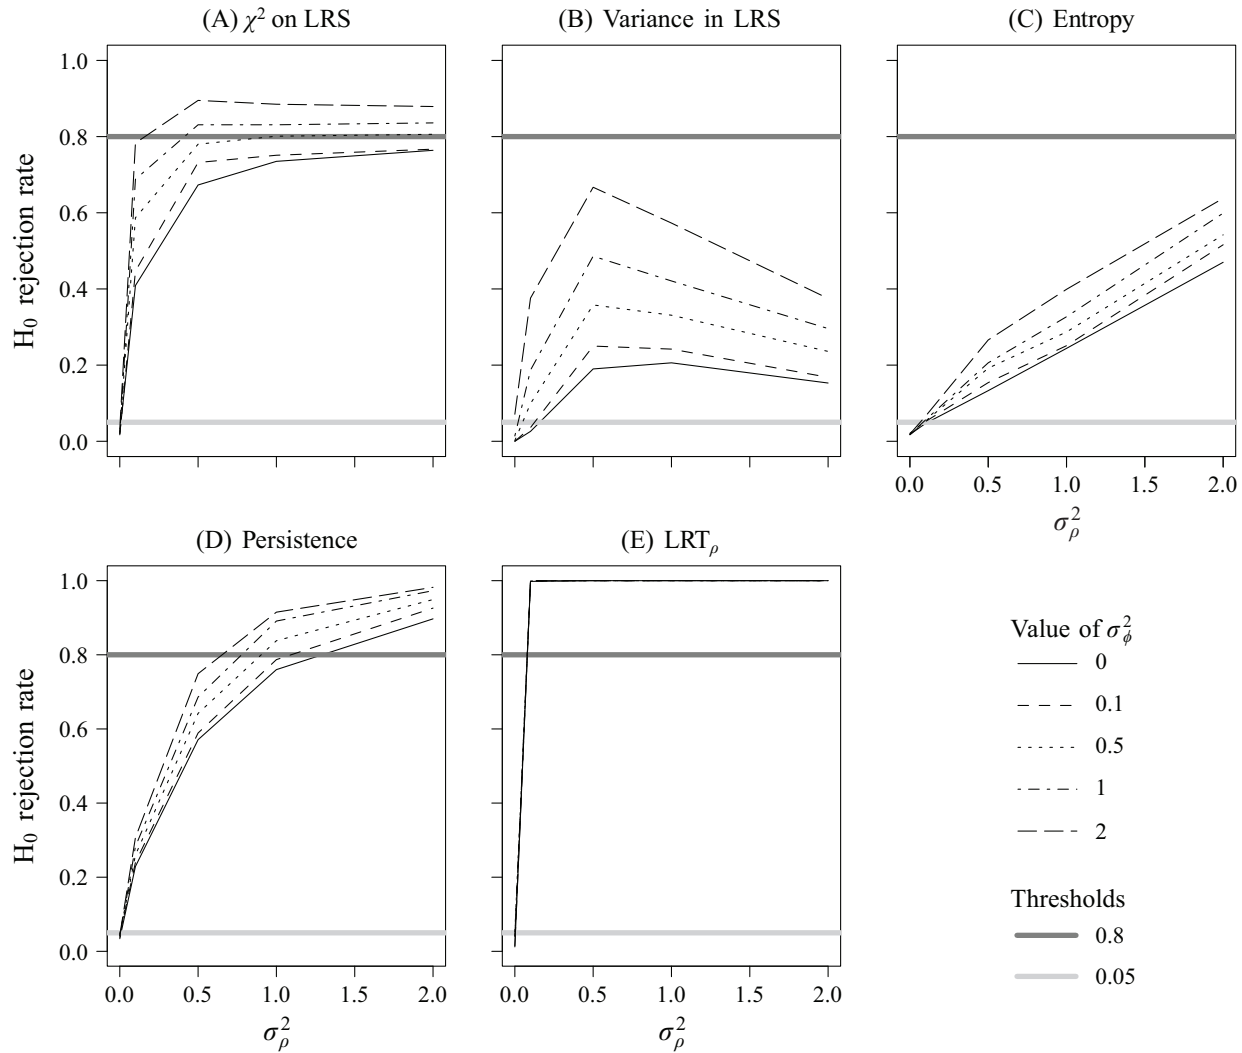 (A) χ² on LRS
(B) Variance in LRS
(C) Entropy
H₀ rejection rate
1.0
0.8
0.6
0.4
0.2
0.0
0.0 0.5 1.0 1.5 2.0
σ²ρ
(D) Persistence
(E) LRTρ
H₀ rejection rate
1.0
0.8
0.6
0.4
0.2
0.0
0.0 0.5 1.0 1.5 2.0
σ²ρ
0.0 0.5 1.0 1.5 2.0
σ²ρ
Value of σ²ϕ
0
0.1
0.5
1
2
Thresholds
0.8
0.05